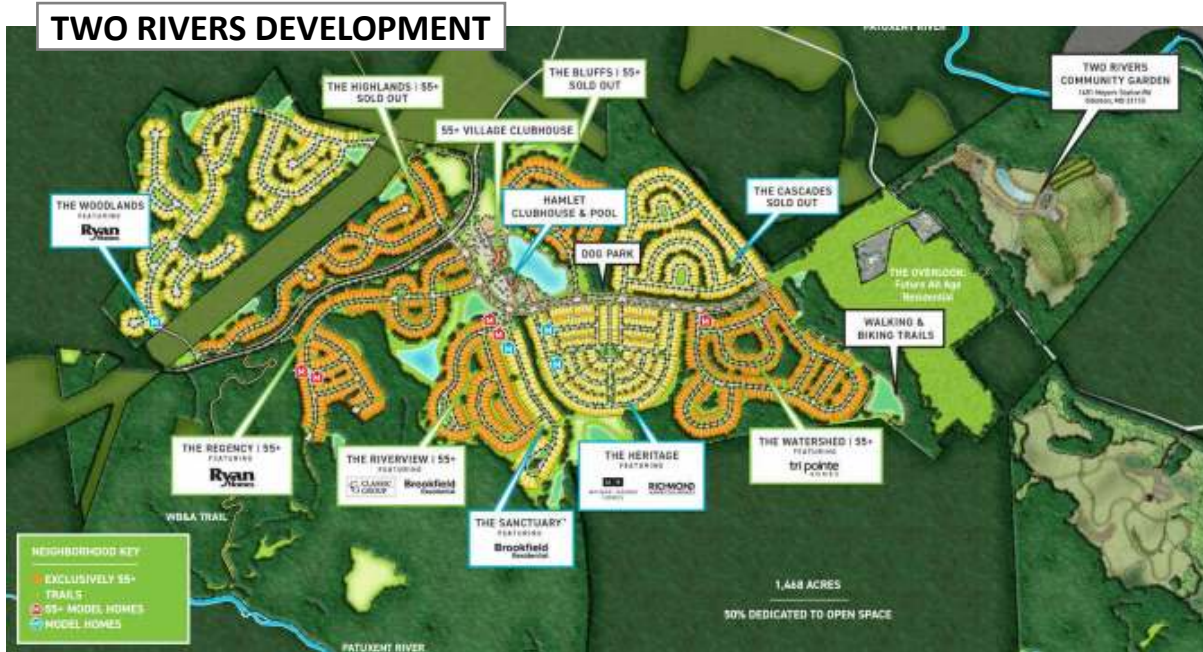 TWO RIVERS DEVELOPMENT
PATUXENT RIVER
THE HIGHLANDS | 55+
SOLD OUT
THE BLUFFS | 55+
SOLD OUT
TWO RIVERS
COMMUNITY GARDEN
55+ VILLAGE CLUBHOUSE
THE WOODLANDS
FEATURING
Ryan
Homes
HAMLET
CLUBHOUSE & POOL
THE CASCADES
SOLD OUT
DOG PARK
THE OVERLOOK:
Future All Age
Residential
WALKING &
BIKING TRAILS
THE REGENCY | 55+
FEATURING
Ryan
Homes
THE RIVERVIEW | 55+
FEATURING
CLASSIC
GROUP
Brookfield
Residential
THE HERITAGE
FEATURING
RICHMOND
THE WATERSHED | 55+
FEATURING
tri pointe
HOMES
THE SANCTUARY
FEATURING
Brookfield
Residential
WB&A TRAIL
NEIGHBORHOOD KEY
EXCLUSIVELY 55+
TRAILS
M 55+ MODEL HOMES
M MODEL HOMES
1,468 ACRES
50% DEDICATED TO OPEN SPACE
PATUXENT RIVER